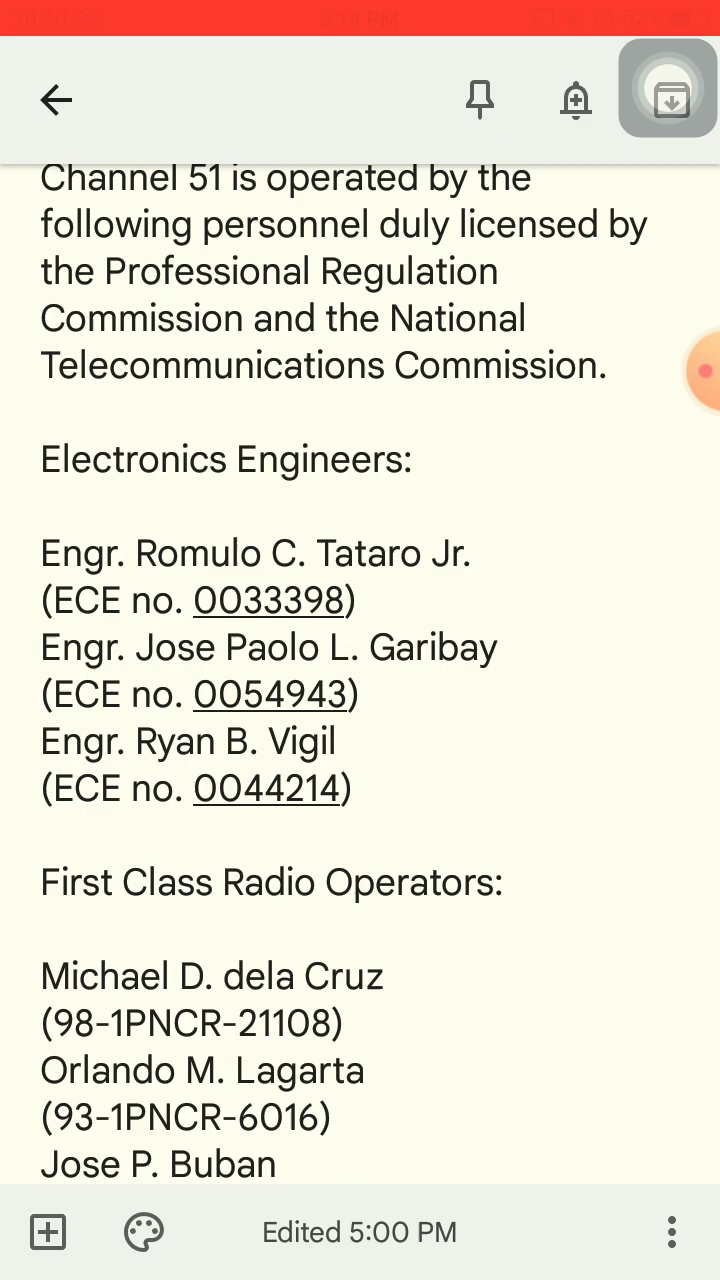 Channel 51 is operated by the
following personnel duly licensed by
the Professional Regulation
Commission and the National
Telecommunications Commission.
Electronics Engineers:
Engr. Romulo C. Tataro Jr.
(ECE no. 0033398)
Engr. Jose Paolo L. Garibay
(ECE no. 0054943)
Engr. Ryan B. Vigil
(ECE no. 0044214)
First Class Radio Operators:
Michael D. dela Cruz
(98-1PNCR-21108)
Orlando M. Lagarta
(93-1PNCR-6016)
Jose P. Buban
Edited 5:00 PM